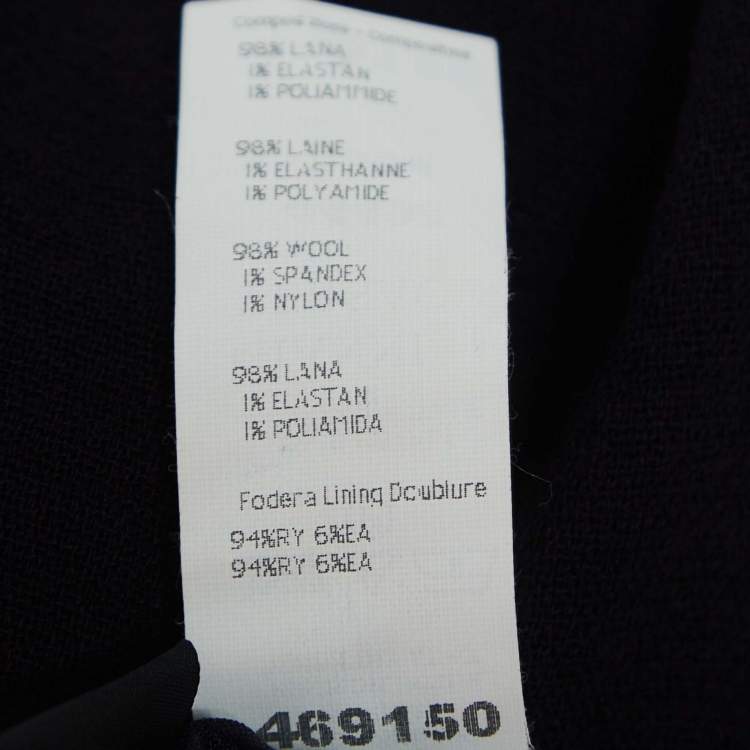 98% LANA
1% ELASTAN
1% POLIAMMIDE
98% LAINE
1% ELASTHANNE
1% POLYAMIDE
98% WOOL
1% SPANDEX
1% NYLON
98% LANA
1% ELASTAN
1% POLIAMIDA
Fodera Lining Doublure
94%RY 6%EA
94%RY 6%EA
469150